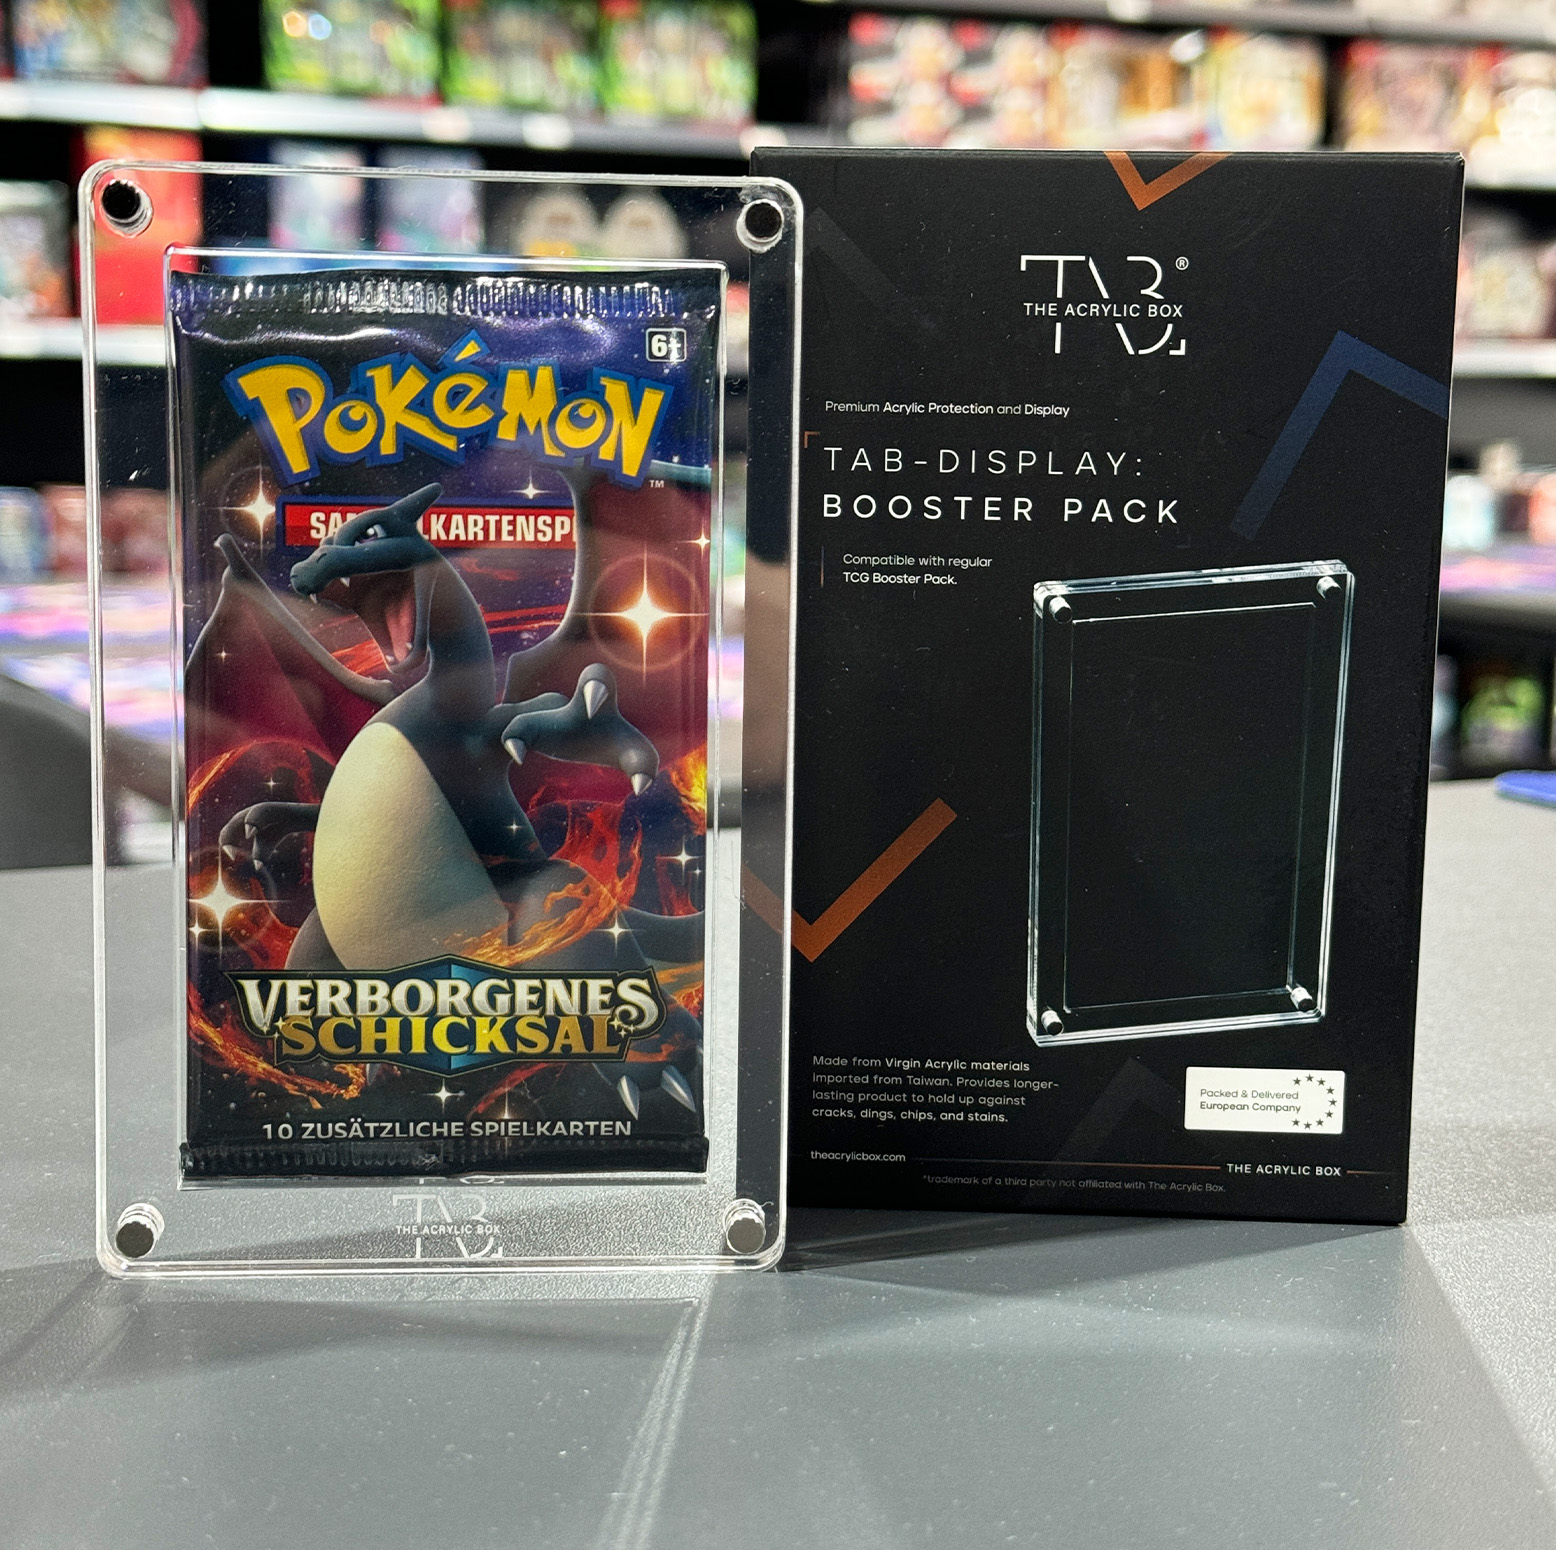 6+
POKéMON
TM
SAMMELKARTENSPIEL
VERBORGENES
SCHICKSAL
10 ZUSÄTZLICHE SPIELKARTEN
THE ACRYLIC BOX
TAB®
THE ACRYLIC BOX
Premium Acrylic Protection and Display
TAB-DISPLAY:
BOOSTER PACK
Compatible with regular
TCG Booster Pack.
Made from Virgin Acrylic materials
imported from Taiwan. Provides longer-
lasting product to hold up against
cracks, dings, chips, and stains.
Packed & Delivered
European Company
theacrylicbox.com
THE ACRYLIC BOX
*trademark of a third party not affiliated with The Acrylic Box.